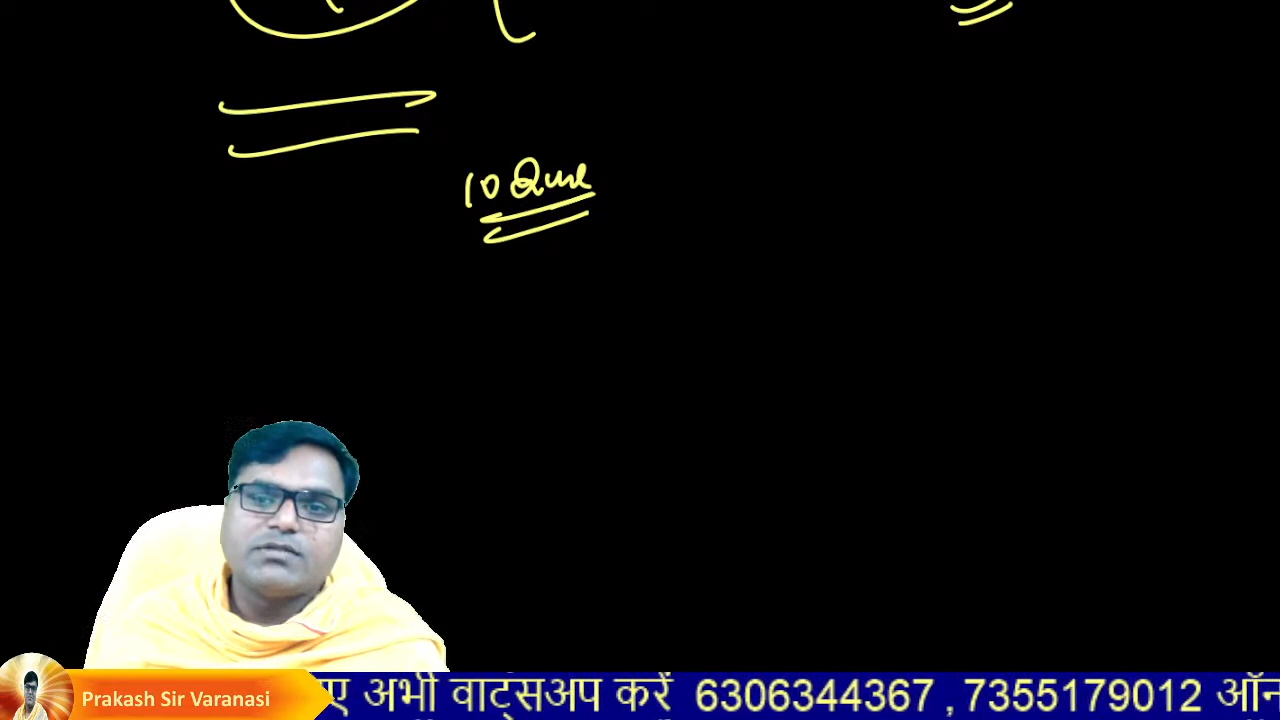 10 Que
Prakash Sir Varanasi
ए अभी वाट्सअप करें 6306344367 , 7355179012 ऑन